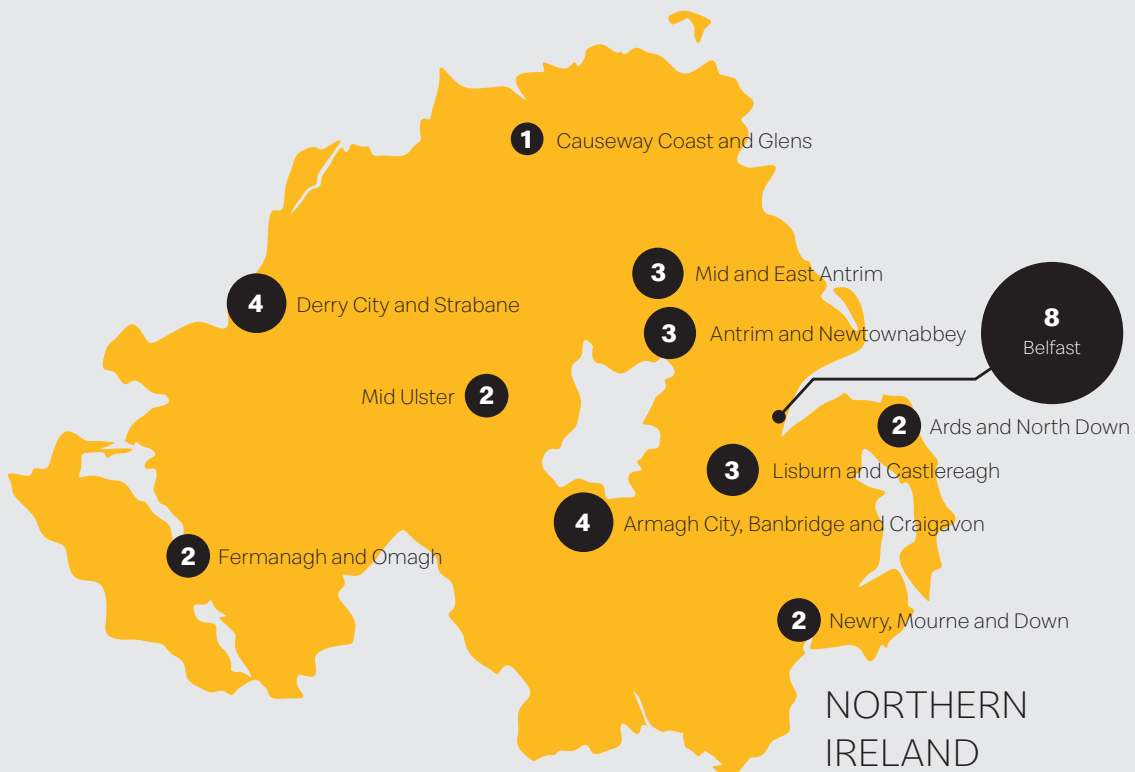 1 Causeway Coast and Glens
3 Mid and East Antrim
4 Derry City and Strabane
3 Antrim and Newtownabbey
8
Belfast
Mid Ulster 2
2 Ards and North Down
3 Lisburn and Castlereagh
4 Armagh City, Banbridge and Craigavon
2 Fermanagh and Omagh
2 Newry, Mourne and Down
NORTHERN
IRELAND